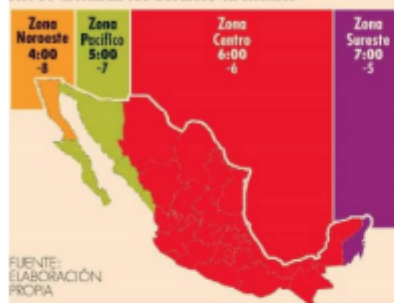 Zona
Noroeste
4:00
-8
Zona
Pacífico
5:00
-7
Zona
Centro
6:00
-6
Zona
Sureste
7:00
-5
FUENTE:
ELABORACIÓN
PROPIA